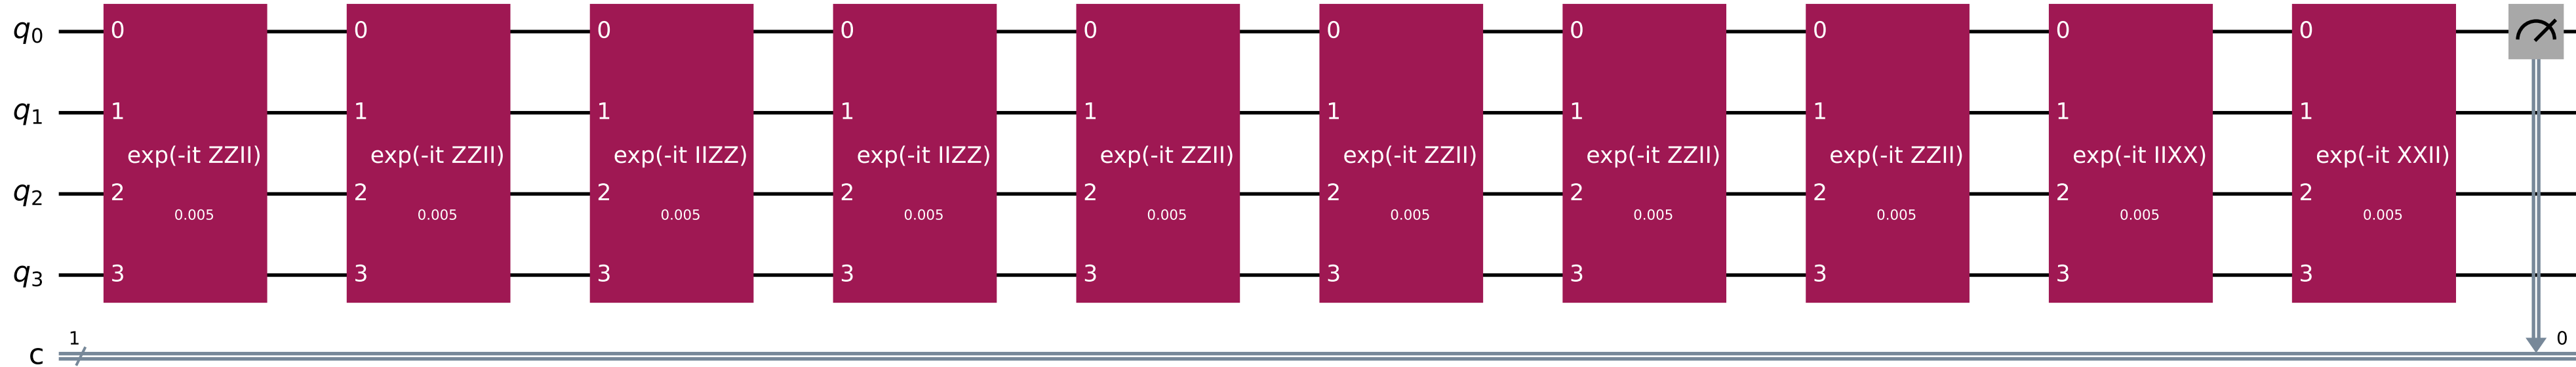 q0 0 0 0 0 0 0 0 0 0 0
q1 1 1 1 1 1 1 1 1 1 1
exp(-it ZZII) exp(-it ZZII) exp(-it IIZZ) exp(-it IIZZ) exp(-it ZZII) exp(-it ZZII) exp(-it ZZII) exp(-it ZZII) exp(-it IIXX) exp(-it XXII)
q2 2 2 2 2 2 2 2 2 2 2
0.005 0.005 0.005 0.005 0.005 0.005 0.005 0.005 0.005 0.005
q3 3 3 3 3 3 3 3 3 3 3
1 0
c